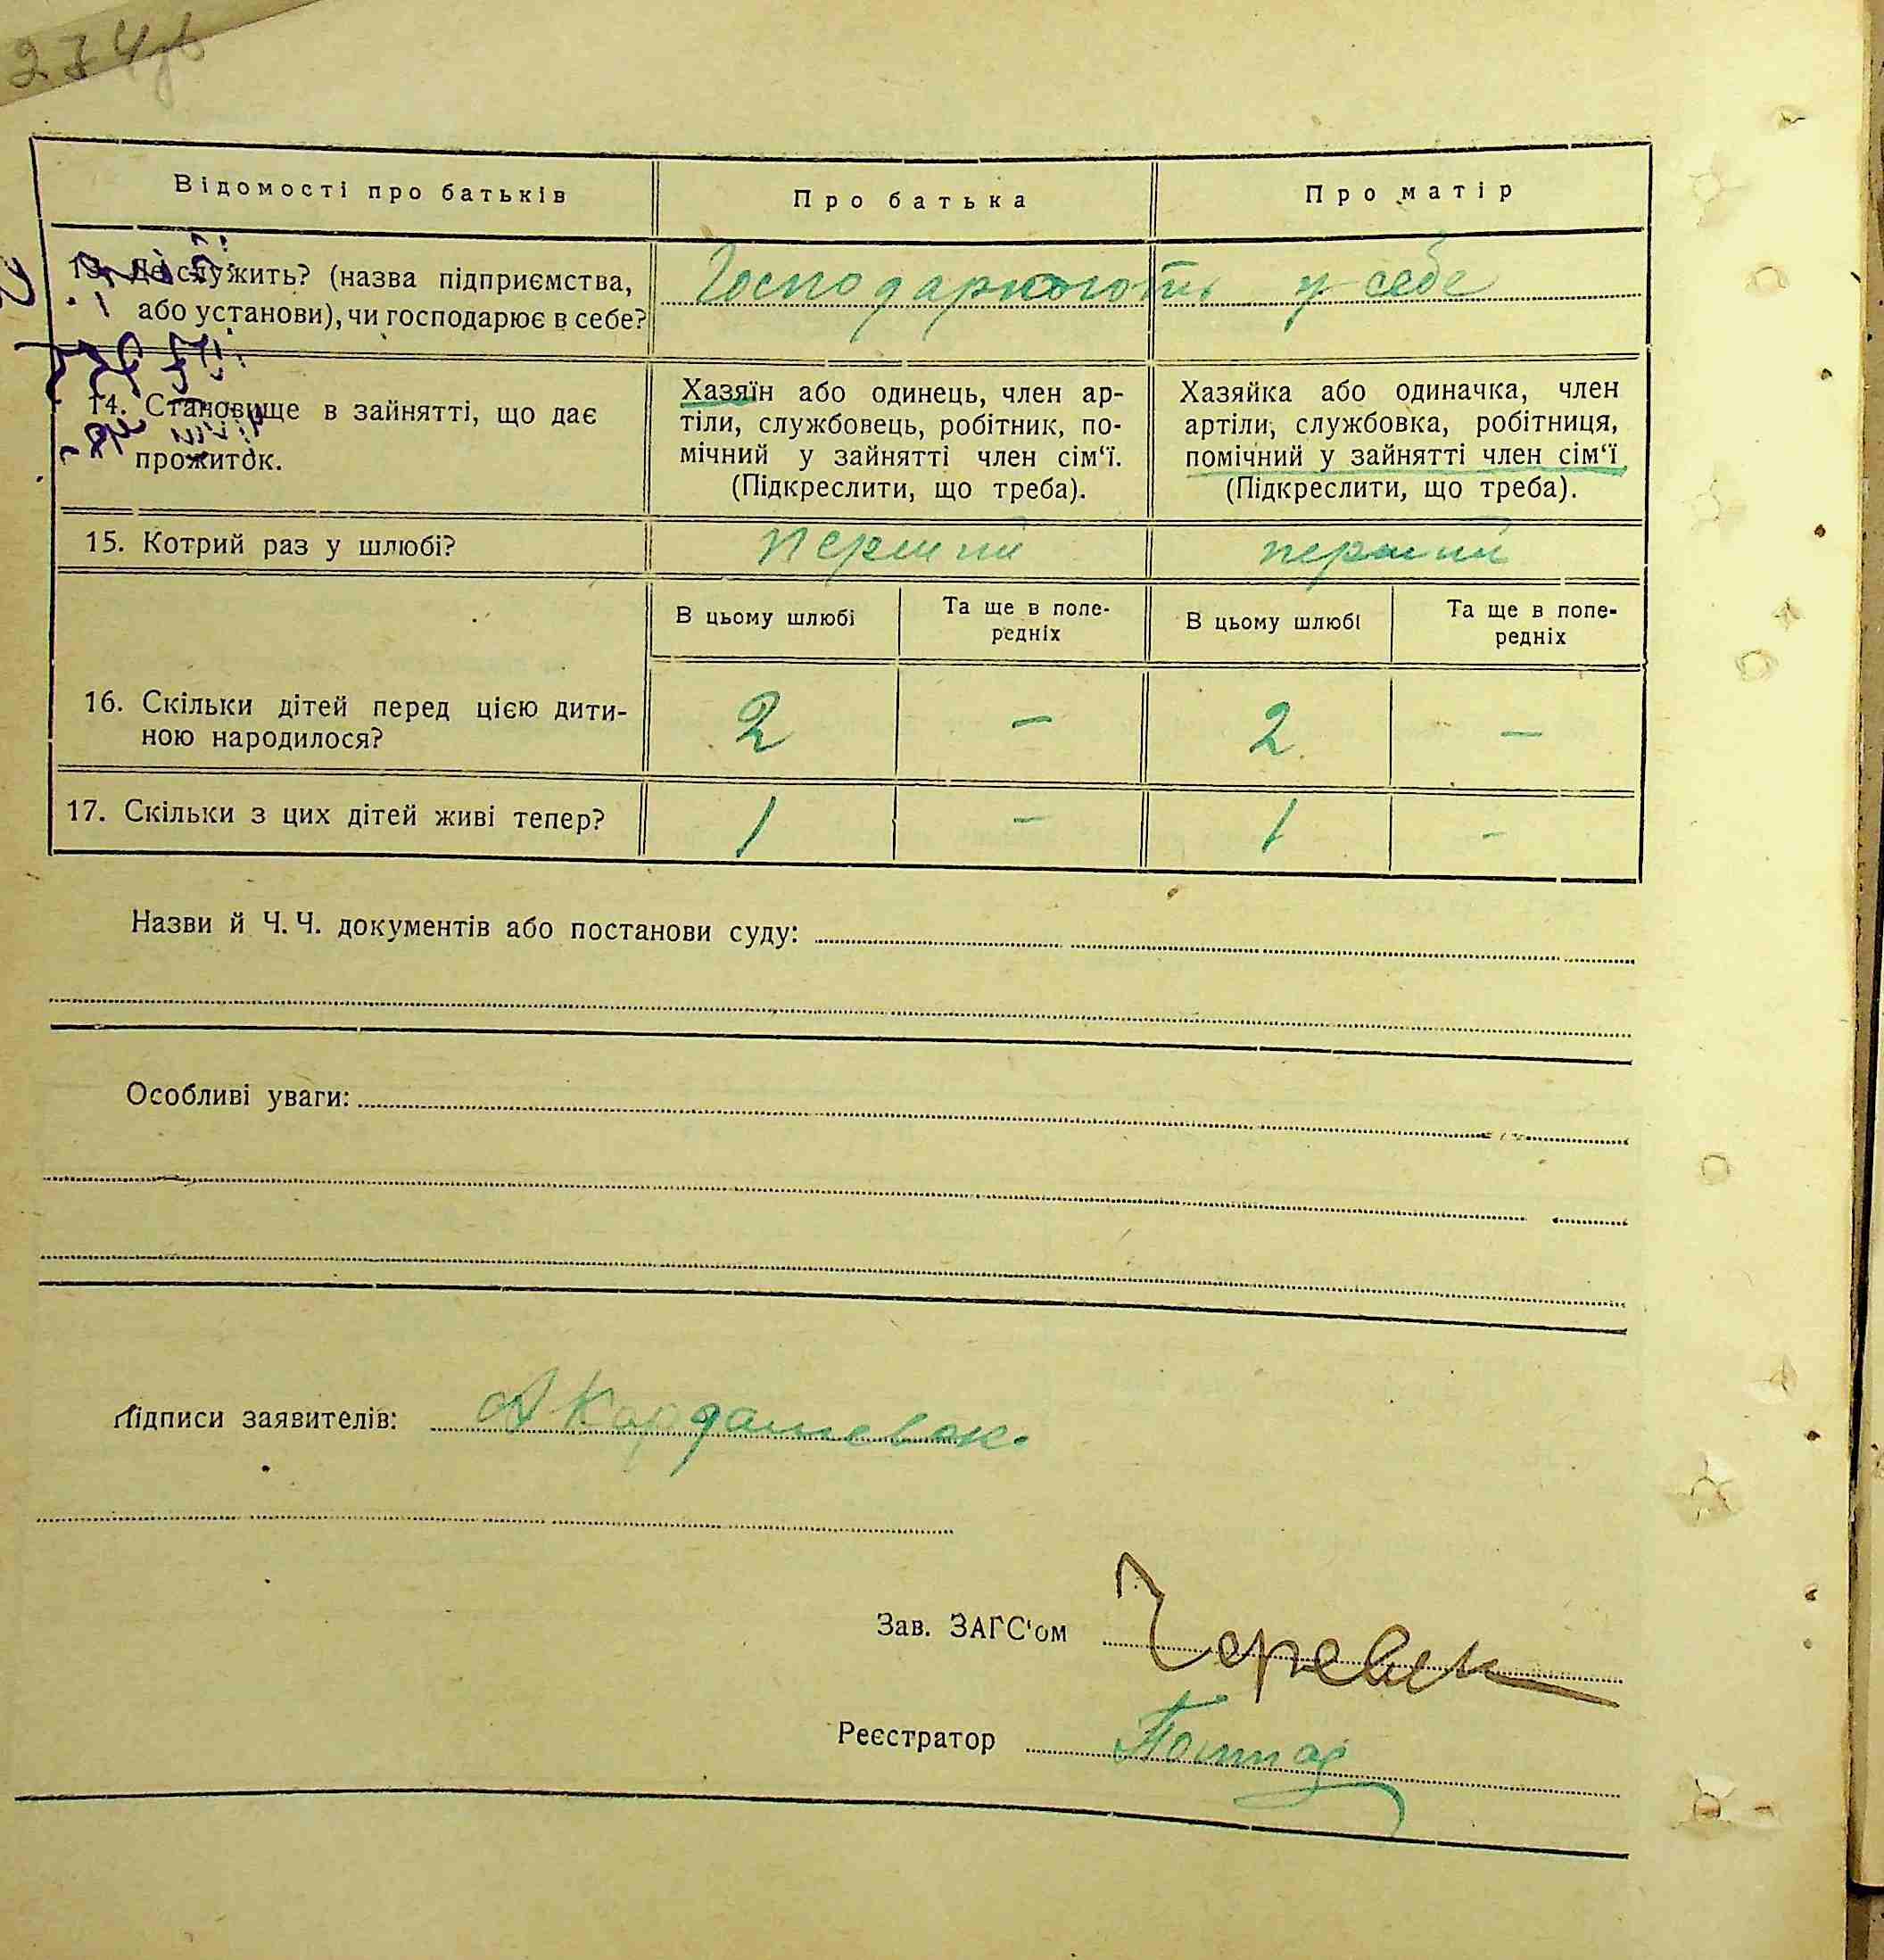 274
Відомості про батьків Про батька Про матір
13. Де служить? (назва підприємства, або установи), чи господарює в себе?
Господарюють у себе
14. Становище в зайнятті, що дає прожиток.
Хазяїн або одинець, член ар-
тіли, службовець, робітник, по-
мічний у зайнятті член сім‘ї.
(Підкреслити, що треба).
Хазяйка або одиначка, член
артіли, службовка, робітниця,
помічний у зайнятті член сім‘ї
(Підкреслити, що треба).
15. Котрий раз у шлюбі? перший перший
В цьому шлюбі Та ще в попе-
редніх В цьому шлюбі Та ще в попе-
редніх
16. Скільки дітей перед цією дити-
ною народилося? 2 — 2 —
17. Скільки з цих дітей живі тепер? 1 — 1 -
Назви й Ч. Ч. документів або постанови суду:
Особливі уваги:
Підписи заявителів:
Зав. ЗАГС'ом
Реєстратор